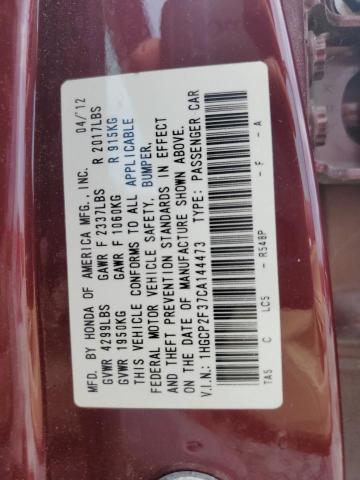 MFD. BY HONDA OF AMERICA MFG., INC. 04/12
GVWR 4299LBS GAWR F 2337LBS R 2017LBS
GVWR 1950KG GAWR F 1060KG R 915KG
THIS VEHICLE CONFORMS TO ALL APPLICABLE
FEDERAL MOTOR VEHICLE SAFETY, BUMPER,
AND THEFT PREVENTION STANDARDS IN EFFECT
ON DATE OF MANUFACTURE SHOWN ABOVE.
V.I.N.: 1HGCP2F37CA144473 TYPE: PASSENGER CAR
TA5 C LC5 - R548P - F - A